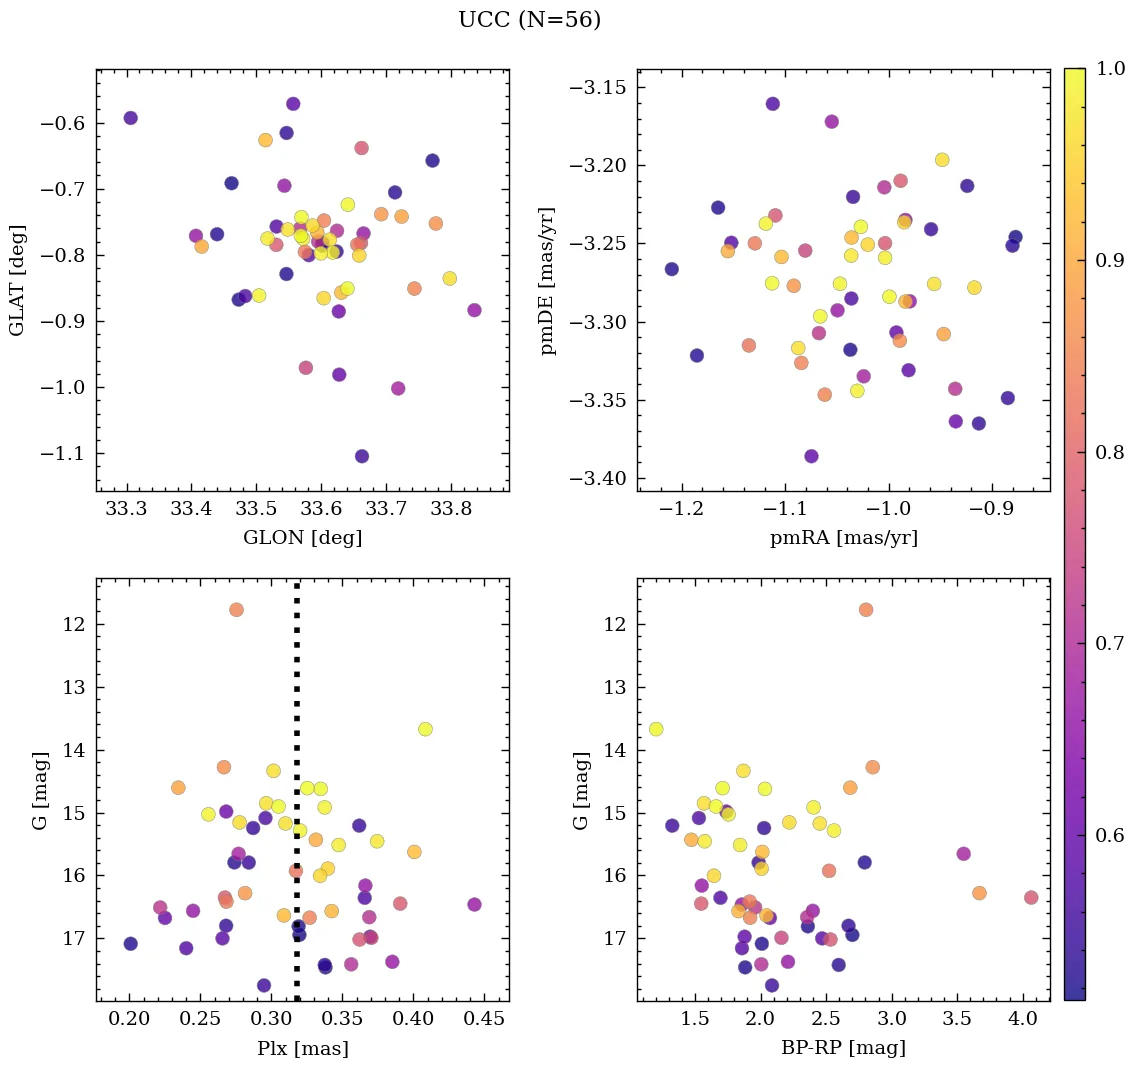 UCC (N=56)
−0.6
−0.7
−0.8
−0.9
−1.0
−1.1
GLAT [deg]
33.3 33.4 33.5 33.6 33.7 33.8
GLON [deg]
−3.15
−3.20
−3.25
−3.30
−3.35
−3.40
pmDE [mas/yr]
−1.2 −1.1 −1.0 −0.9
pmRA [mas/yr]
1.0
0.9
0.8
0.7
0.6
12
13
14
15
16
17
G [mag]
0.20 0.25 0.30 0.35 0.40 0.45
Plx [mas]
12
13
14
15
16
17
G [mag]
1.5 2.0 2.5 3.0 3.5 4.0
BP-RP [mag]